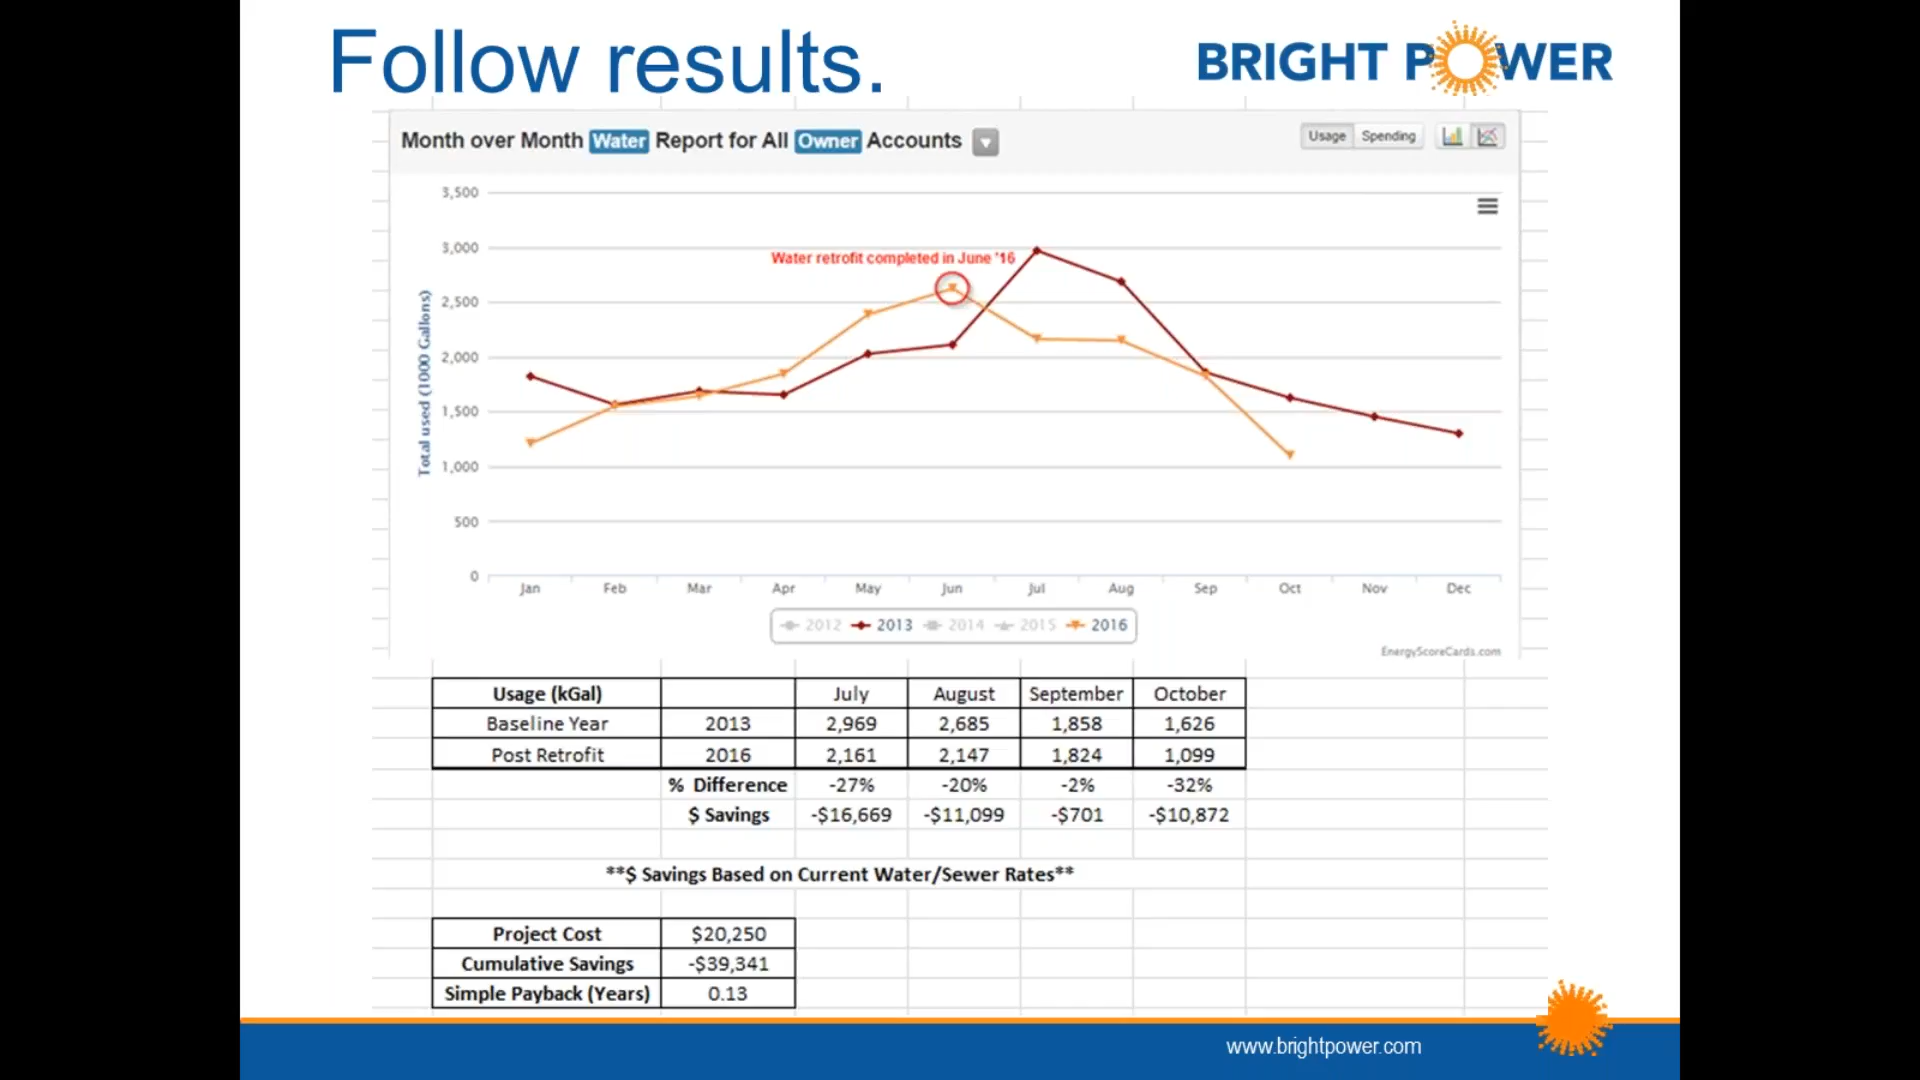 Follow results.
BRIGHT POWER
Month over Month Water Report for All Owner Accounts
Usage Spending
3,500
3,000
2,500
2,000
1,500
1,000
500
0
Total used (1000 Gallons)
Water retrofit completed in June '16
Jan Feb Mar Apr May Jun Jul Aug Sep Oct Nov Dec
2012 2013 2014 2015 2016
EnergyScoreCards.com
Usage (kGal) July August September October
Baseline Year 2013 2,969 2,685 1,858 1,626
Post Retrofit 2016 2,161 2,147 1,824 1,099
% Difference -27% -20% -2% -32%
$ Savings -$16,669 -$11,099 -$701 -$10,872
**$ Savings Based on Current Water/Sewer Rates**
Project Cost $20,250
Cumulative Savings -$39,341
Simple Payback (Years) 0.13
www.brightpower.com